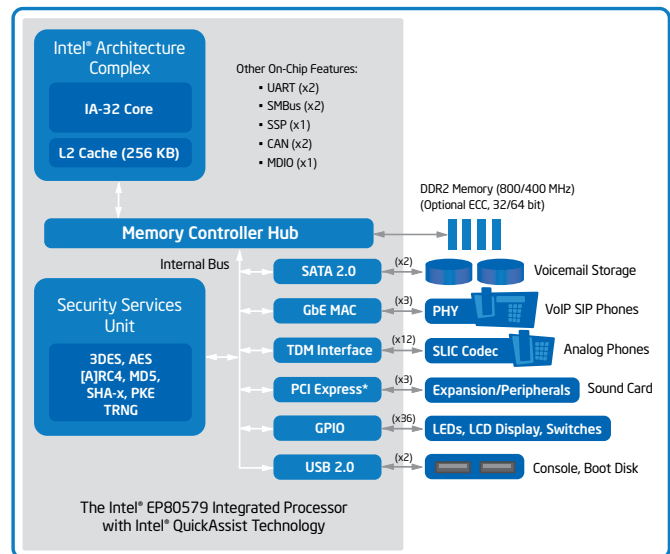 Intel® Architecture
Complex
IA-32 Core
L2 Cache (256 KB)
Other On-Chip Features:
▪ UART (x2)
▪ SMBus (x2)
▪ SSP (x1)
▪ CAN (x2)
▪ MDIO (x1)
DDR2 Memory (800/400 MHz)
(Optional ECC, 32/64 bit)
Memory Controller Hub
Internal Bus
SATA 2.0
(x2)
Voicemail Storage
Security Services
Unit
3DES, AES
[A]RC4, MD5,
SHA-x, PKE
TRNG
GbE MAC
(x3)
PHY
VoIP SIP Phones
TDM Interface
(x12)
SLIC Codec
Analog Phones
PCI Express*
(x3)
Expansion/Peripherals
Sound Card
GPIO
(x36)
LEDs, LCD Display, Switches
USB 2.0
(x2)
Console, Boot Disk
The Intel® EP80579 Integrated Processor
with Intel® QuickAssist Technology